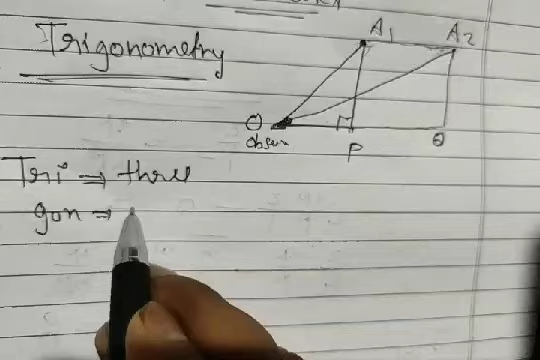 Trigonometry
A1 A2
O
Obser
P Q
Tri → three
gon →